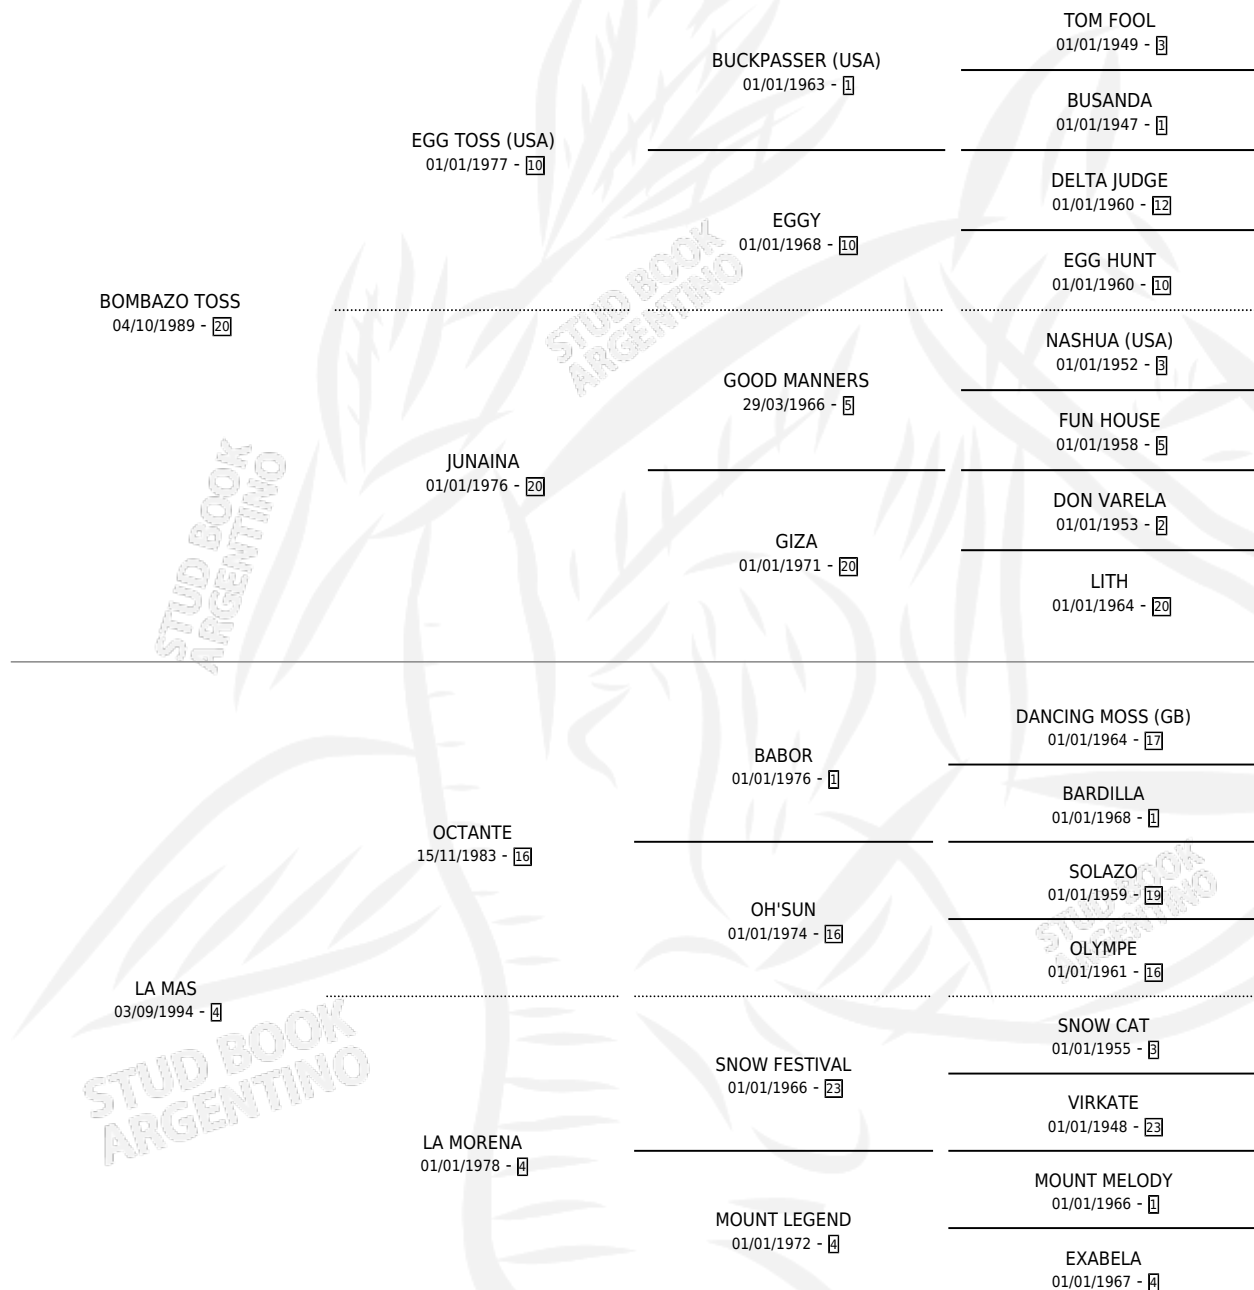 TOM FOOL
01/01/1949 - 3
BUCKPASSER (USA)
01/01/1963 - 1
BUSANDA
01/01/1947 - 1
EGG TOSS (USA)
01/01/1977 - 10
DELTA JUDGE
01/01/1960 - 12
EGGY
01/01/1968 - 10
EGG HUNT
01/01/1960 - 10
BOMBAZO TOSS
04/10/1989 - 20
NASHUA (USA)
01/01/1952 - 3
GOOD MANNERS
29/03/1966 - 5
FUN HOUSE
01/01/1958 - 5
JUNAINA
01/01/1976 - 20
DON VARELA
01/01/1953 - 2
GIZA
01/01/1971 - 20
LITH
01/01/1964 - 20
DANCING MOSS (GB)
01/01/1964 - 17
BABOR
01/01/1976 - 1
BARDILLA
01/01/1968 - 1
OCTANTE
15/11/1983 - 16
SOLAZO
01/01/1959 - 19
OH'SUN
01/01/1974 - 16
OLYMPE
01/01/1961 - 16
LA MAS
03/09/1994 - 4
SNOW CAT
01/01/1955 - 3
SNOW FESTIVAL
01/01/1966 - 23
VIRKATE
01/01/1948 - 23
LA MORENA
01/01/1978 - 4
MOUNT MELODY
01/01/1966 - 1
MOUNT LEGEND
01/01/1972 - 4
EXABELA
01/01/1967 - 4
STUD BOOK
ARGENTINO
STUD BOOK
ARGENTINO
STUD BOOK
ARGENTINO
STUD BOOK
ARGENTINO